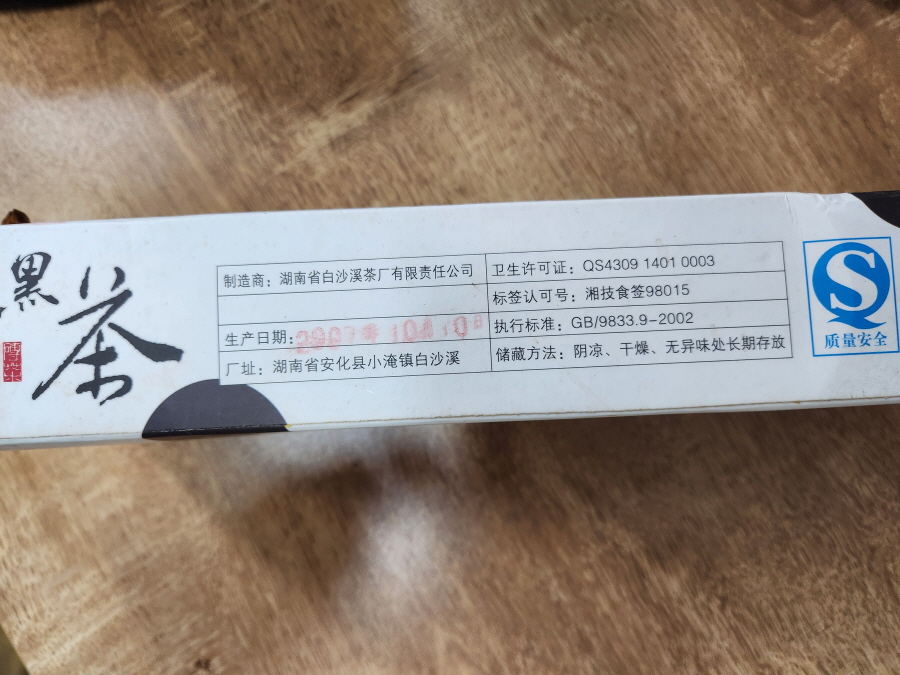 黑茶
制造商：湖南省白沙溪茶厂有限责任公司
生产日期：
厂址：湖南省安化县小淹镇白沙溪
卫生许可证：QS4309 1401 0003
标签认可号：湘技食签98015
执行标准：GB/9833.9-2002
储藏方法：阴凉、干燥、无异味处长期存放
质量安全